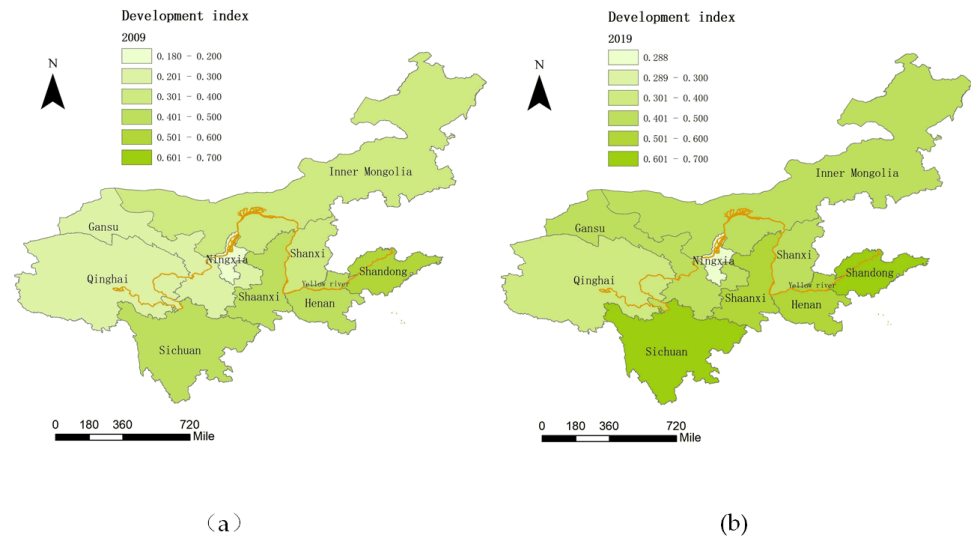 Development index
2009
0.180 - 0.200
0.201 - 0.300
0.301 - 0.400
0.401 - 0.500
0.501 - 0.600
0.601 - 0.700
N
Inner Mongolia
Gansu
Ningxia
Shanxi
Qinghai
Shandong
Yellow river
Shaanxi
Henan
Sichuan
0 180 360 720
Mile
(a)
Development index
2019
0.288
0.289 - 0.300
0.301 - 0.400
0.401 - 0.500
0.501 - 0.600
0.601 - 0.700
N
Inner Mongolia
Gansu
Ningxia
Shanxi
Qinghai
Shandong
Yellow river
Shaanxi
Henan
Sichuan
0 180 360 720
Mile
(b)